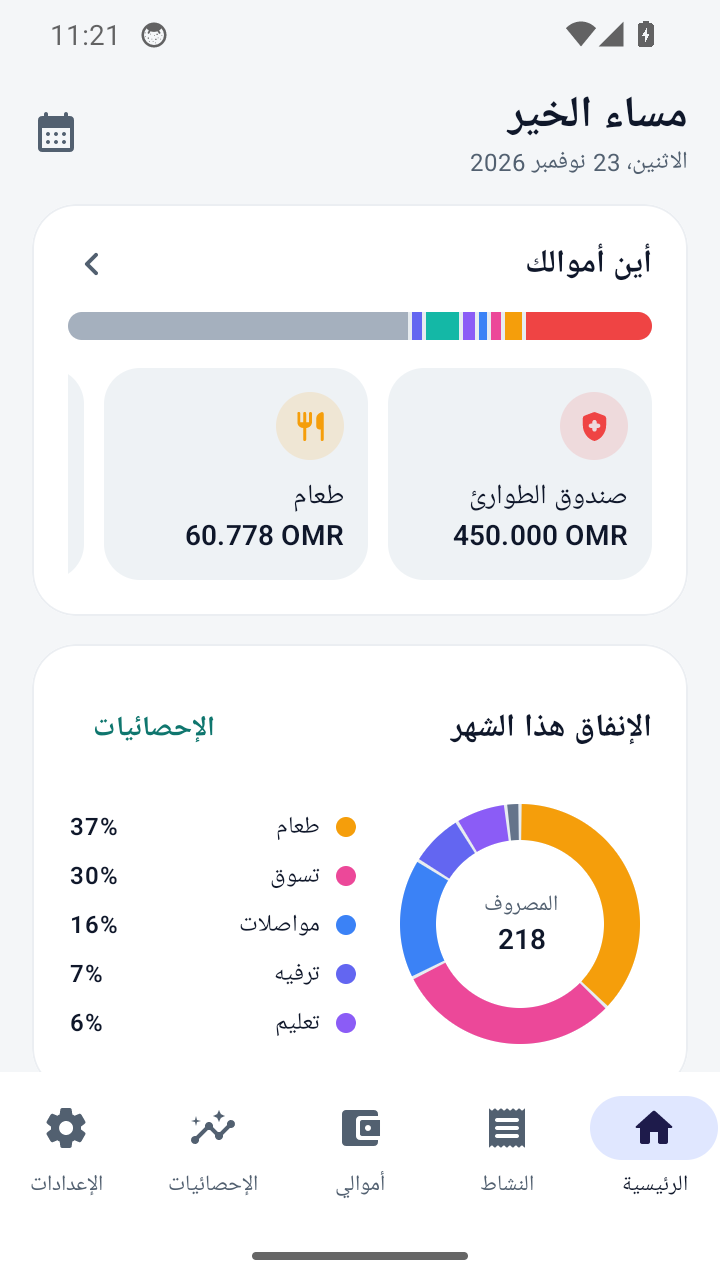 11:21
مساء الخير
الاثنين، 23 نوفمبر 2026
أين أموالك
صندوق الطوارئ
450.000 OMR
طعام
60.778 OMR
الإنفاق هذا الشهر
الإحصائيات
المصروف
218
طعام 37%
تسوق 30%
مواصلات 16%
ترفيه 7%
تعليم 6%
الرئيسية
النشاط
أموالي
الإحصائيات
الإعدادات